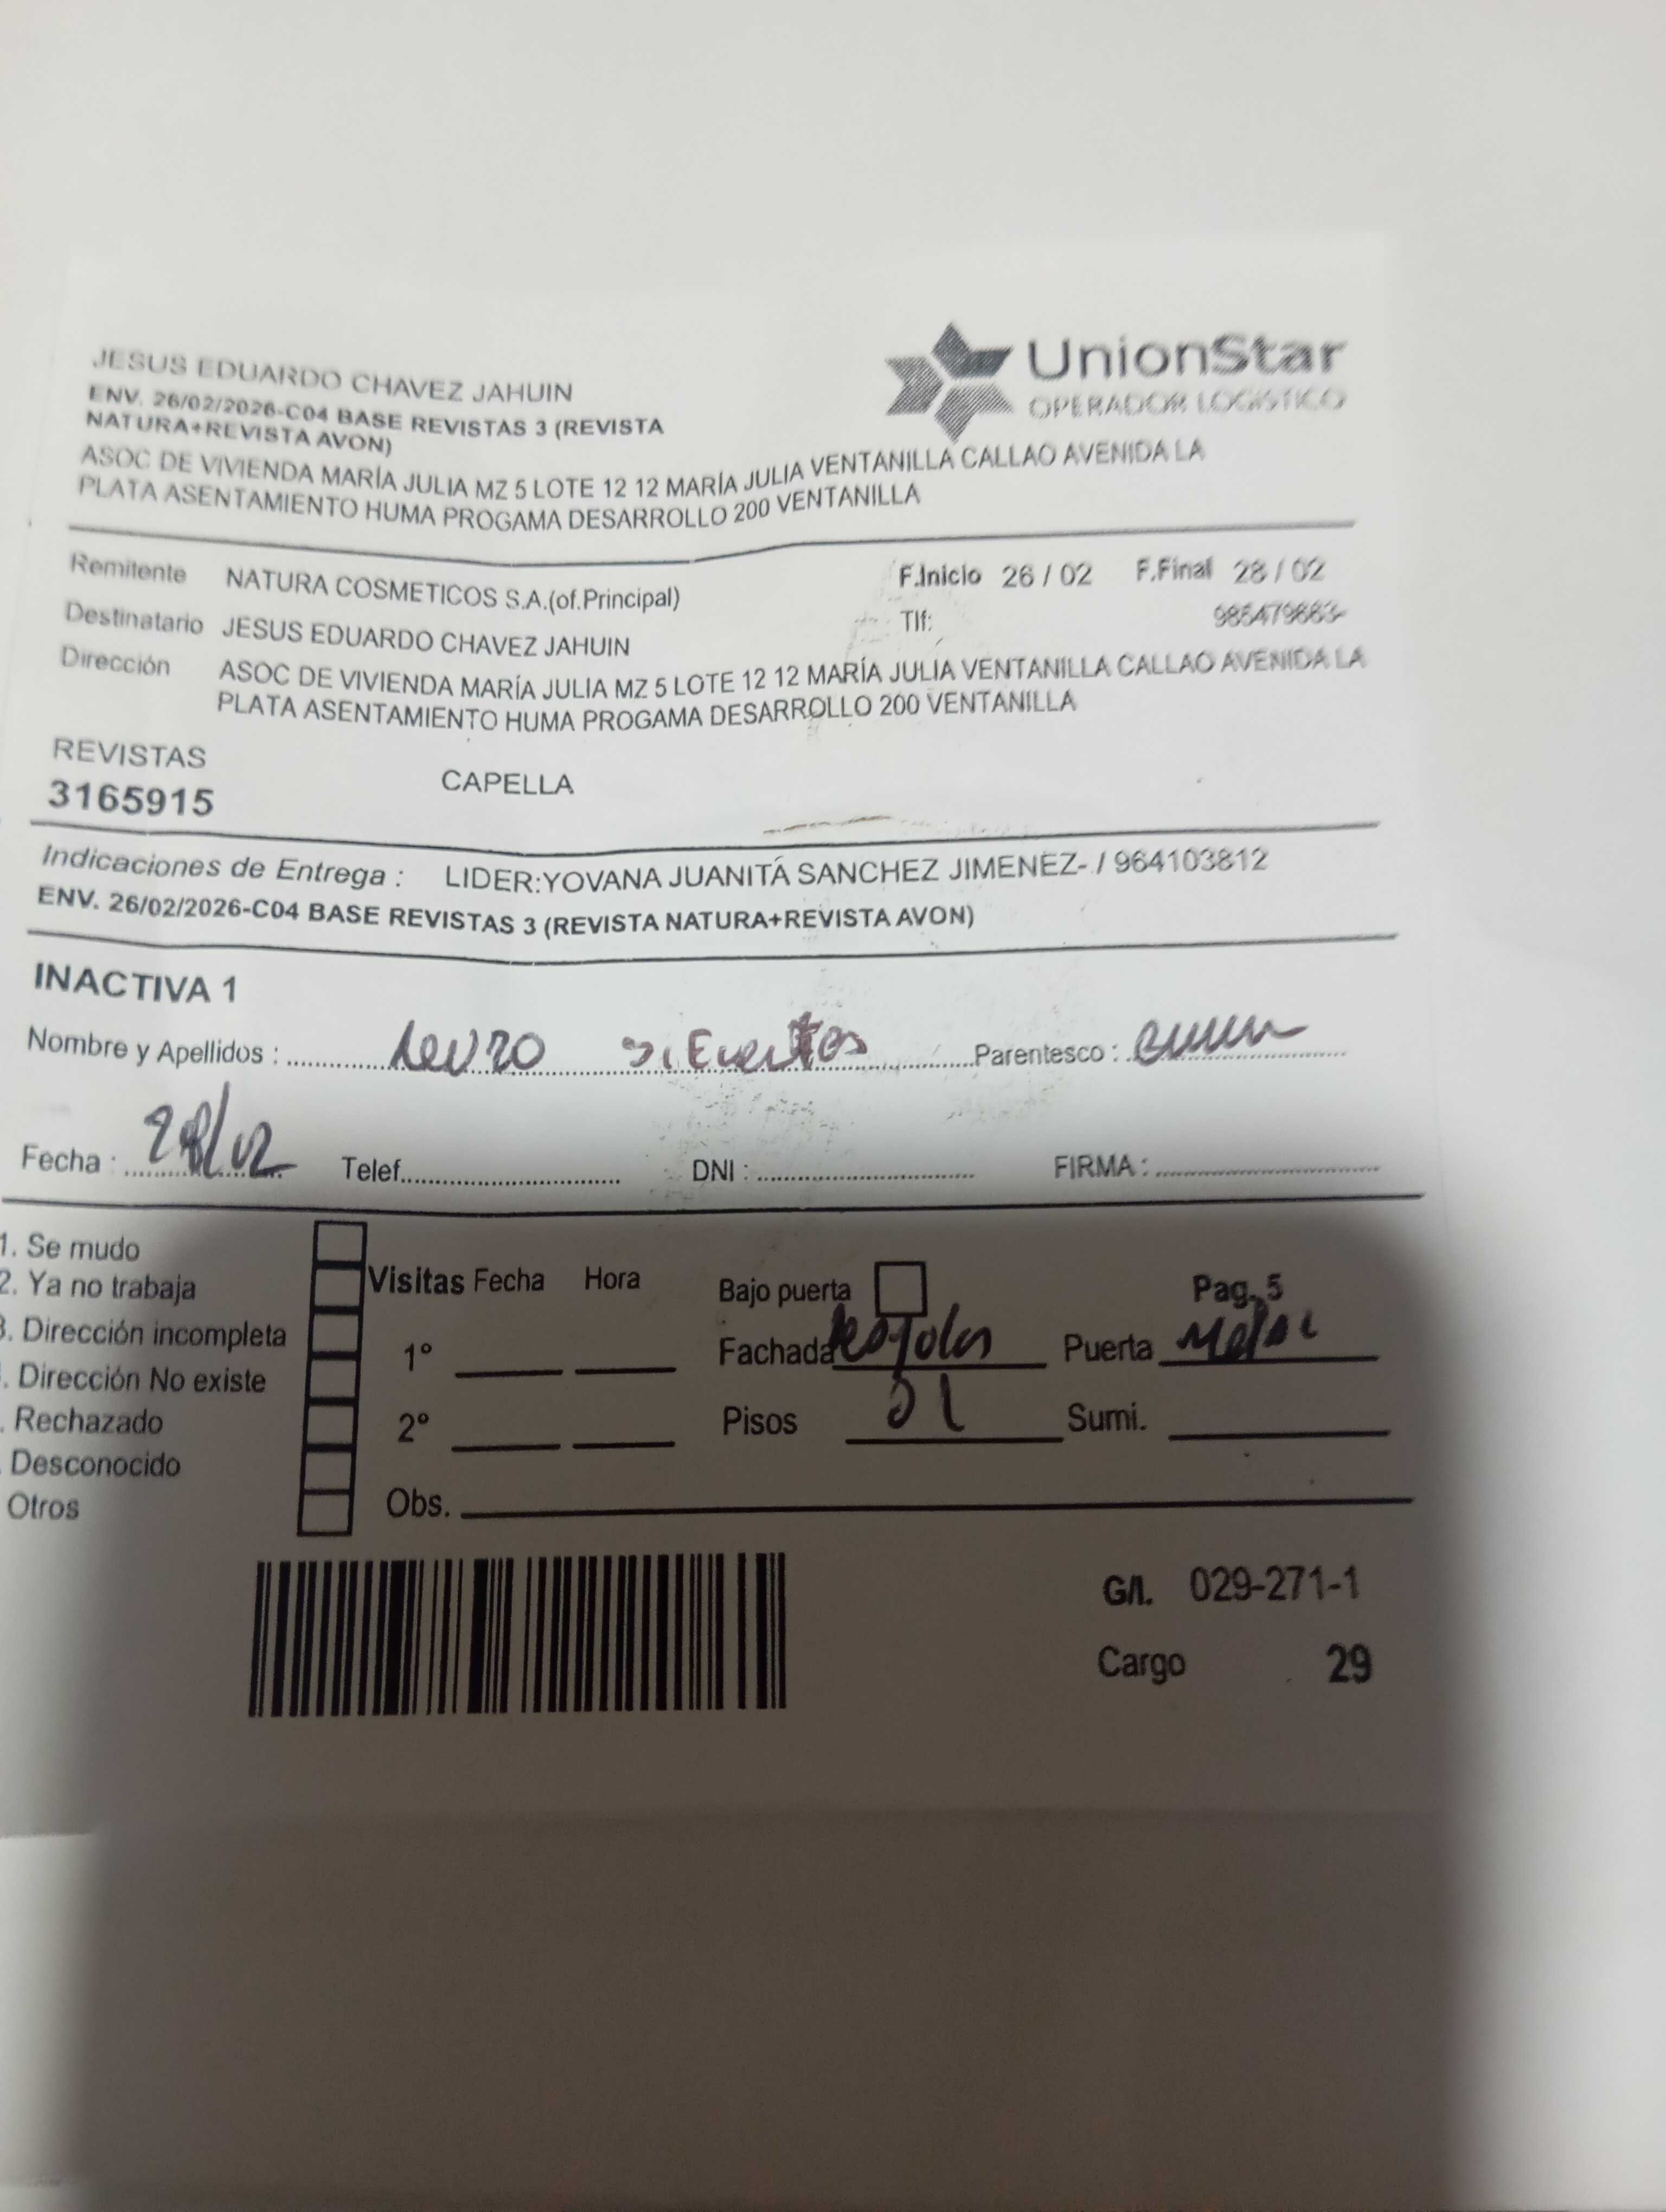 JESUS EDUARDO CHAVEZ JAHUIN
ENV. 26/02/2026-C04 BASE REVISTAS 3 (REVISTA
NATURA+REVISTA AVON)
ASOC DE VIVIENDA MARÍA JULIA MZ 5 LOTE 12 12 MARÍA JULIA VENTANILLA CALLAO AVENIDA LA
PLATA ASENTAMIENTO HUMA PROGAMA DESARROLLO 200 VENTANILLA
UnionStar
OPERADOR LOGISTICO
Remitente NATURA COSMETICOS S.A.(of.Principal)
F.Inicio 26 / 02 F.Final 28 / 02
Destinatario JESUS EDUARDO CHAVEZ JAHUIN
Tlf:
Dirección ASOC DE VIVIENDA MARÍA JULIA MZ 5 LOTE 12 12 MARÍA JULIA VENTANILLA CALLAO AVENIDA LA
PLATA ASENTAMIENTO HUMA PROGAMA DESARROLLO 200 VENTANILLA
REVISTAS
3165915
CAPELLA
Indicaciones de Entrega : LIDER:YOVANA JUANITÁ SANCHEZ JIMENEZ- / 964103812
ENV. 26/02/2026-C04 BASE REVISTAS 3 (REVISTA NATURA+REVISTA AVON)
INACTIVA 1
Nombre y Apellidos : Parentesco :
Fecha : 28/02 Telef. DNI : FIRMA :
1. Se mudo
2. Ya no trabaja
3. Dirección incompleta
. Dirección No existe
. Rechazado
. Desconocido
Otros
Visitas Fecha Hora
1°
2°
Obs.
Bajo puerta
Pag. 5
Fachada Puerta Metal
Pisos 01 Sumi.
G/I. 029-271-1
Cargo 29